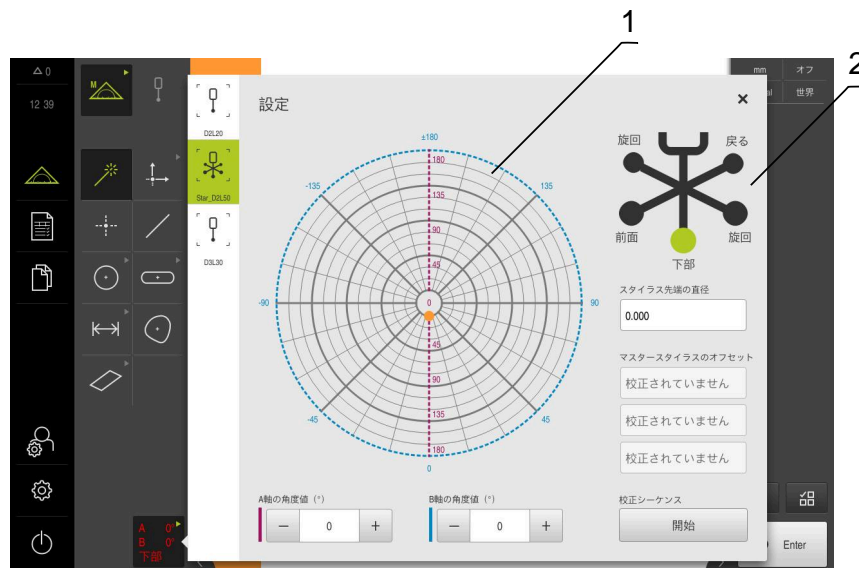 1
2
0
12 39
M
D2L20
Star_D2L50
D3L30
設定
×
±180
180
-135
135
135
90
45
-90
0
90
45
90
-45
135
45
180
0
A軸の角度値 (°)
B軸の角度値 (°)
− 0 +
− 0 +
旋回
戻る
前面
旋回
下部
スタイラス先端の直径
0.000
マスタースタイラスのオフセット
校正されていません
校正されていません
校正されていません
校正シーケンス
開始
mm
オフ
al
世界
A 0°
B 0°
下部
Enter